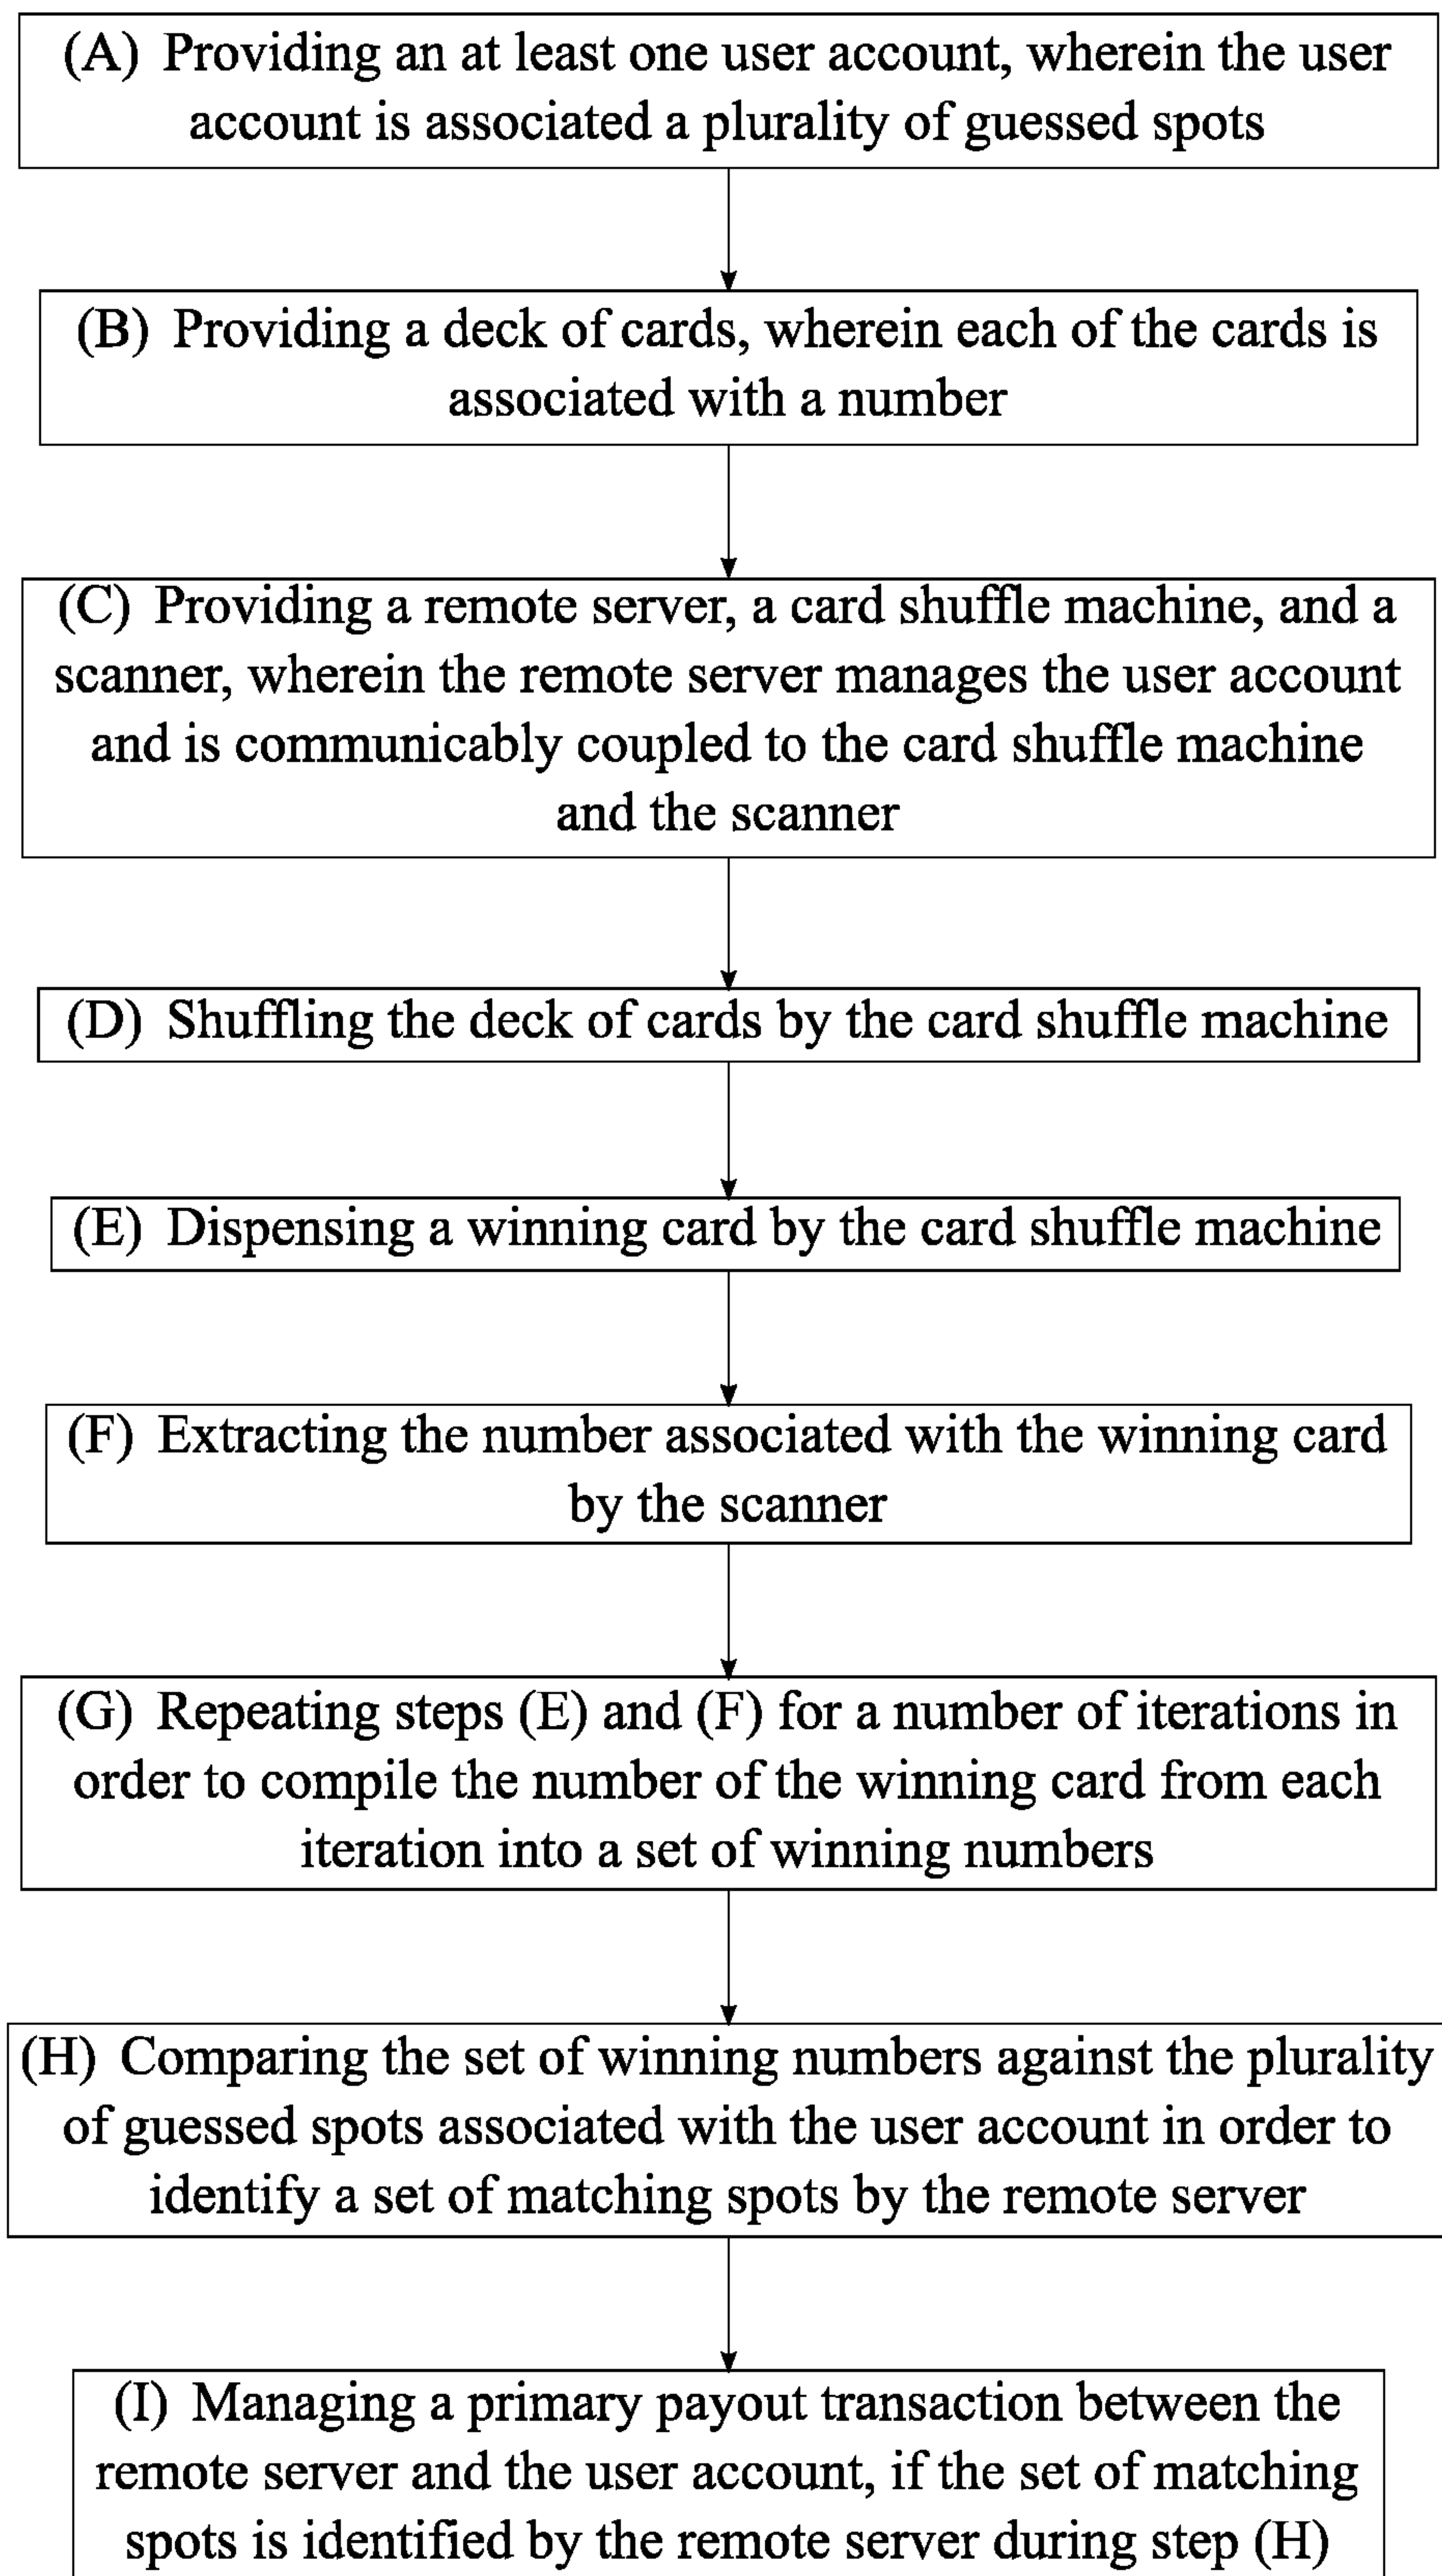 (A) Providing an at least one user account, wherein the user
account is associated a plurality of guessed spots
(B) Providing a deck of cards, wherein each of the cards is
associated with a number
(C) Providing a remote server, a card shuffle machine, and a
scanner, wherein the remote server manages the user account
and is communicably coupled to the card shuffle machine
and the scanner
(D) Shuffling the deck of cards by the card shuffle machine
(E) Dispensing a winning card by the card shuffle machine
(F) Extracting the number associated with the winning card
by the scanner
(G) Repeating steps (E) and (F) for a number of iterations in
order to compile the number of the winning card from each
iteration into a set of winning numbers
(H) Comparing the set of winning numbers against the plurality
of guessed spots associated with the user account in order to
identify a set of matching spots by the remote server
(I) Managing a primary payout transaction between the
remote server and the user account, if the set of matching
spots is identified by the remote server during step (H)